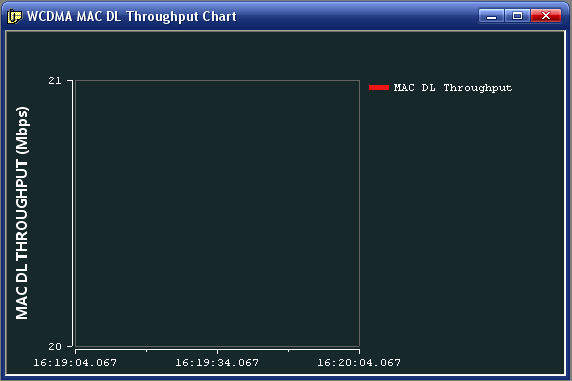 WCDMA MAC DL Throughput Chart
21
MAC DL Throughput
MAC DL THROUGHPUT (Mbps)
20
16:19:04.067 16:19:34.067 16:20:04.067